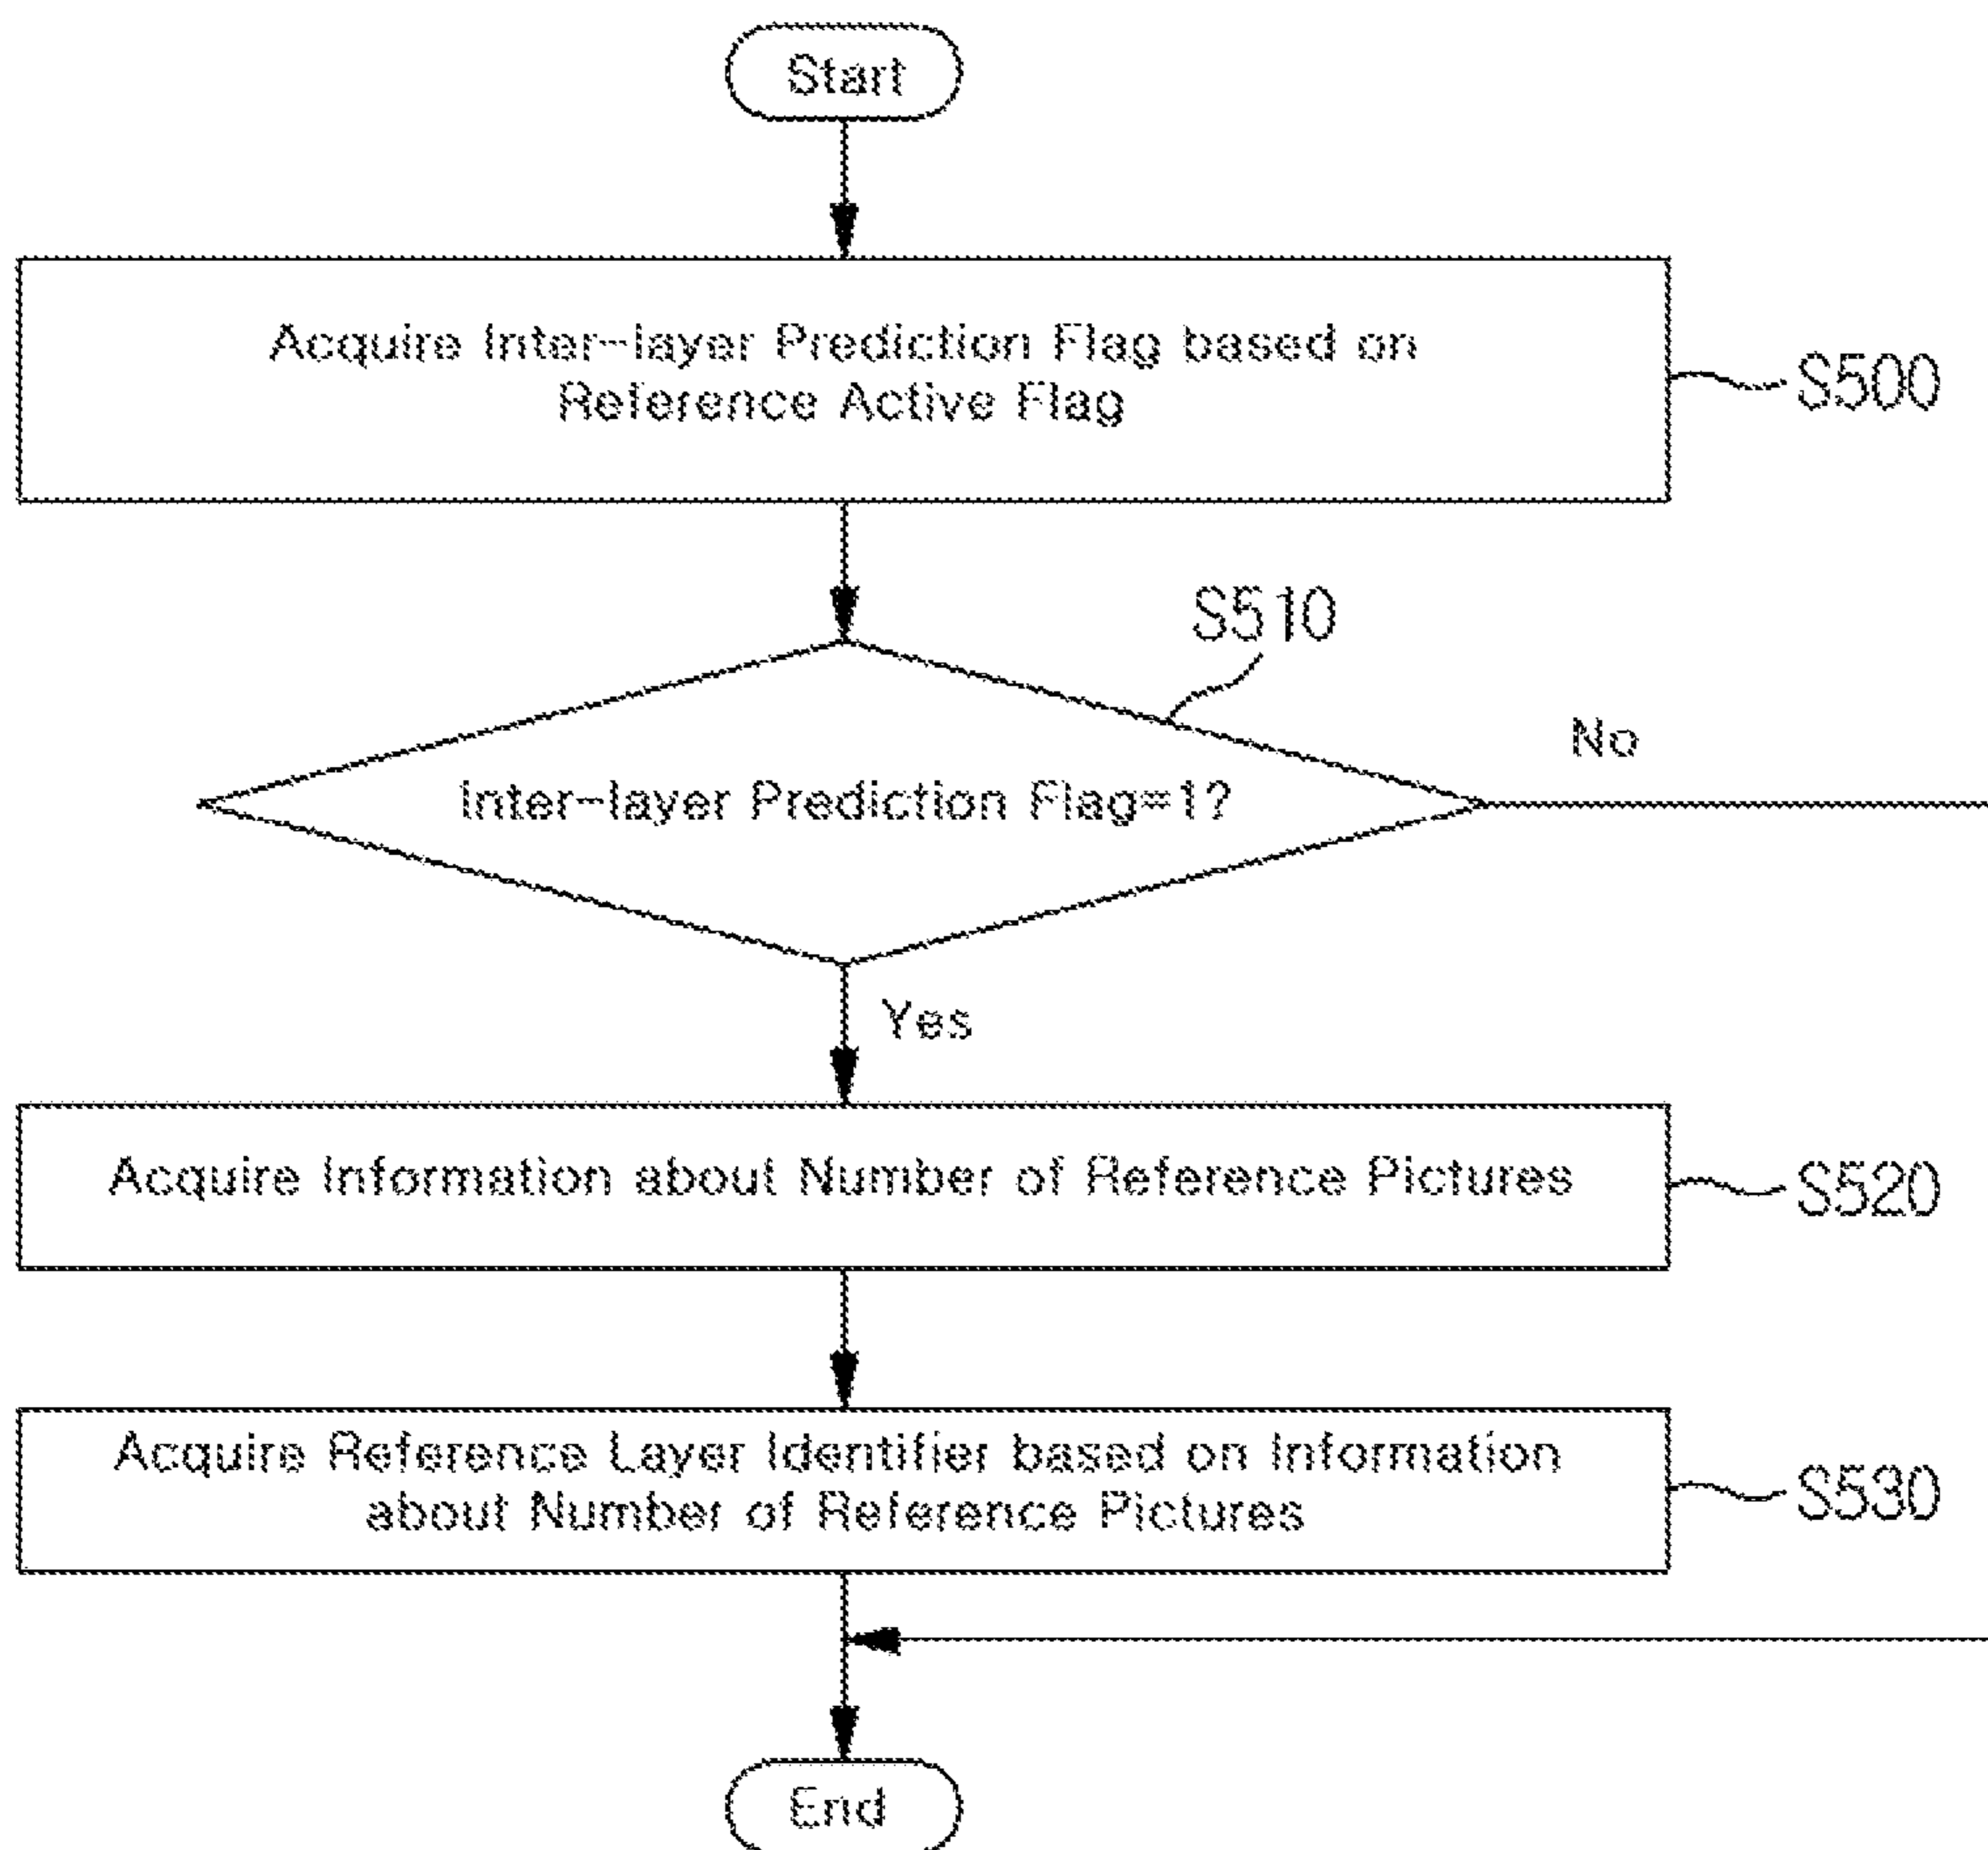 Start
Acquire Inter-layer Prediction Flag based on
Reference Active Flag
S500
S510
Inter-layer Prediction Flag=1?
No
Yes
Acquire Information about Number of Reference Pictures
S520
Acquire Reference Layer Identifier based on Information
about Number of Reference Pictures
S530
End